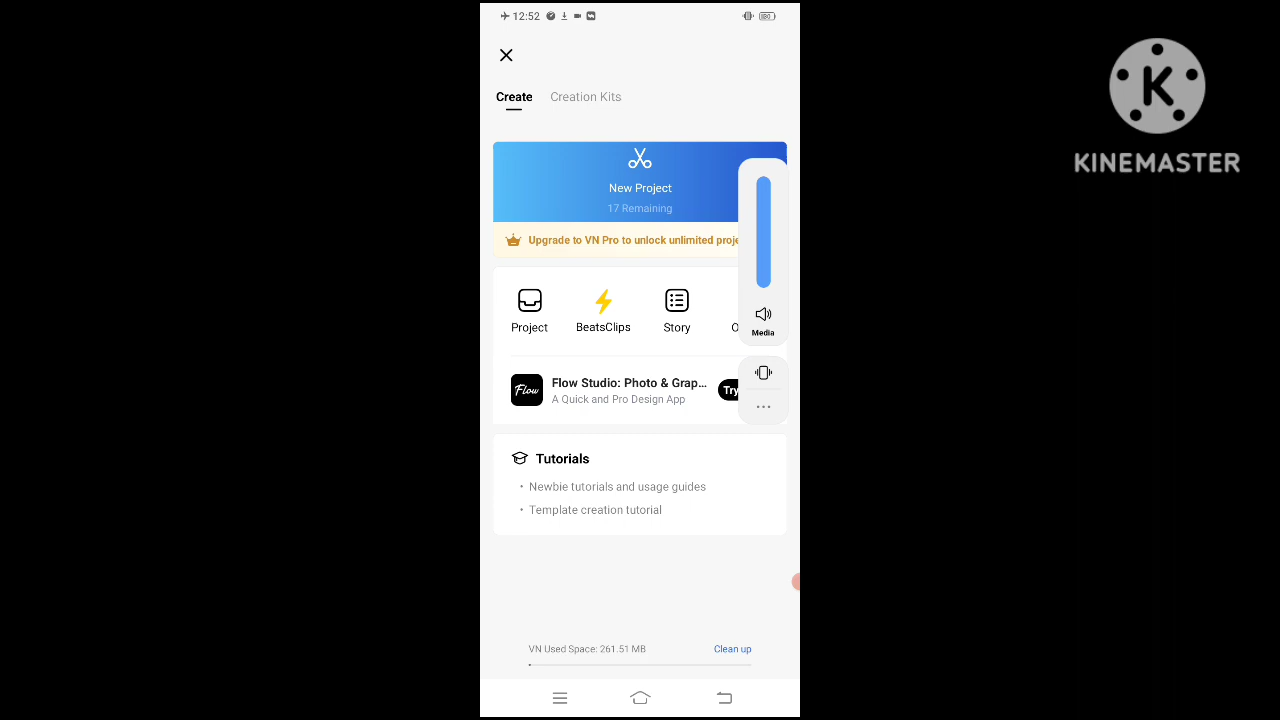 12:52
Create Creation Kits
New Project
17 Remaining
Upgrade to VN Pro to unlock unlimited proje
Project BeatsClips Story O
Media
Flow
Flow Studio: Photo & Grap...
A Quick and Pro Design App
Try
Tutorials
• Newbie tutorials and usage guides
• Template creation tutorial
VN Used Space: 261.51 MB Clean up
K
KINEMASTER